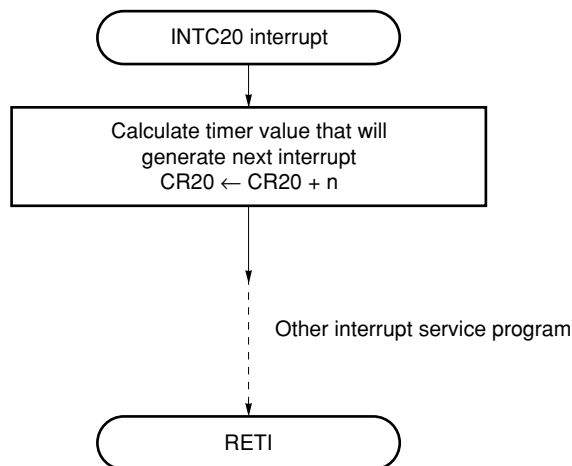 INTC20 interrupt
Calculate timer value that will
generate next interrupt
CR20 ← CR20 + n
Other interrupt service program
RETI